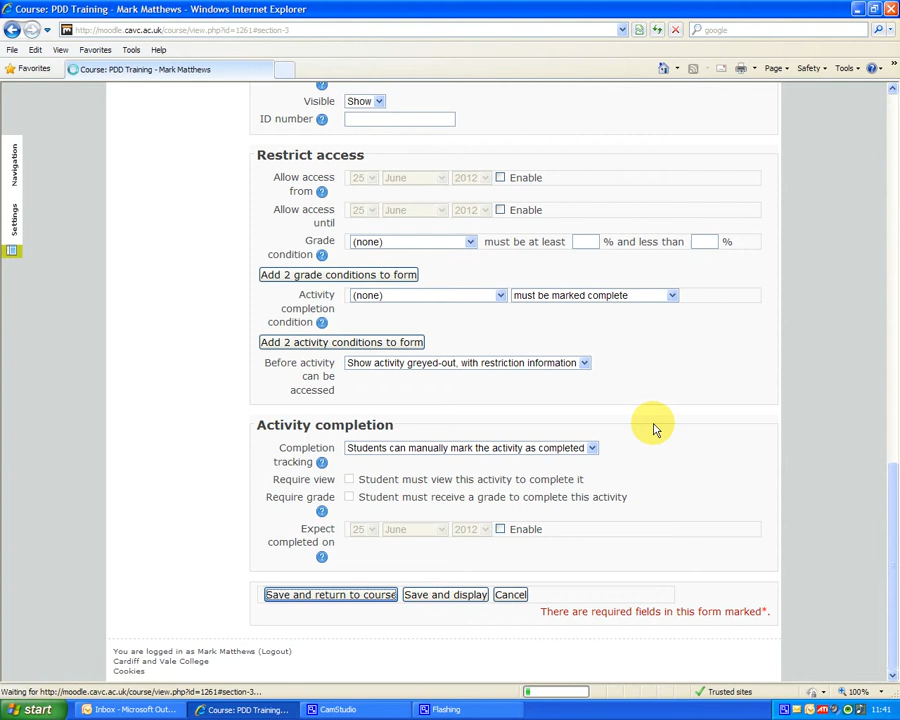 Course: PDD Training - Mark Matthews - Windows Internet Explorer
http://moodle.cavc.ac.uk/course/view.php?id=1261#section-3
google
File Edit View Favorites Tools Help
Favorites Course: PDD Training - Mark Matthews
Page Safety Tools
Navigation
Settings
Visible Show
ID number
Restrict access
Allow access from 25 June 2012 Enable
Allow access until 25 June 2012 Enable
Grade condition (none) must be at least % and less than %
Add 2 grade conditions to form
Activity completion condition (none) must be marked complete
Add 2 activity conditions to form
Before activity can be accessed Show activity greyed-out, with restriction information
Activity completion
Completion tracking Students can manually mark the activity as completed
Require view Student must view this activity to complete it
Require grade Student must receive a grade to complete this activity
Expect completed on 25 June 2012 Enable
Save and return to course Save and display Cancel
There are required fields in this form marked*.
You are logged in as Mark Matthews (Logout)
Cardiff and Vale College
Cookies
Waiting for http://moodle.cavc.ac.uk/course/view.php?id=1261#section-3... Trusted sites 100%
start Inbox - Microsoft Out... Course: PDD Training... CamStudio Flashing 11:41